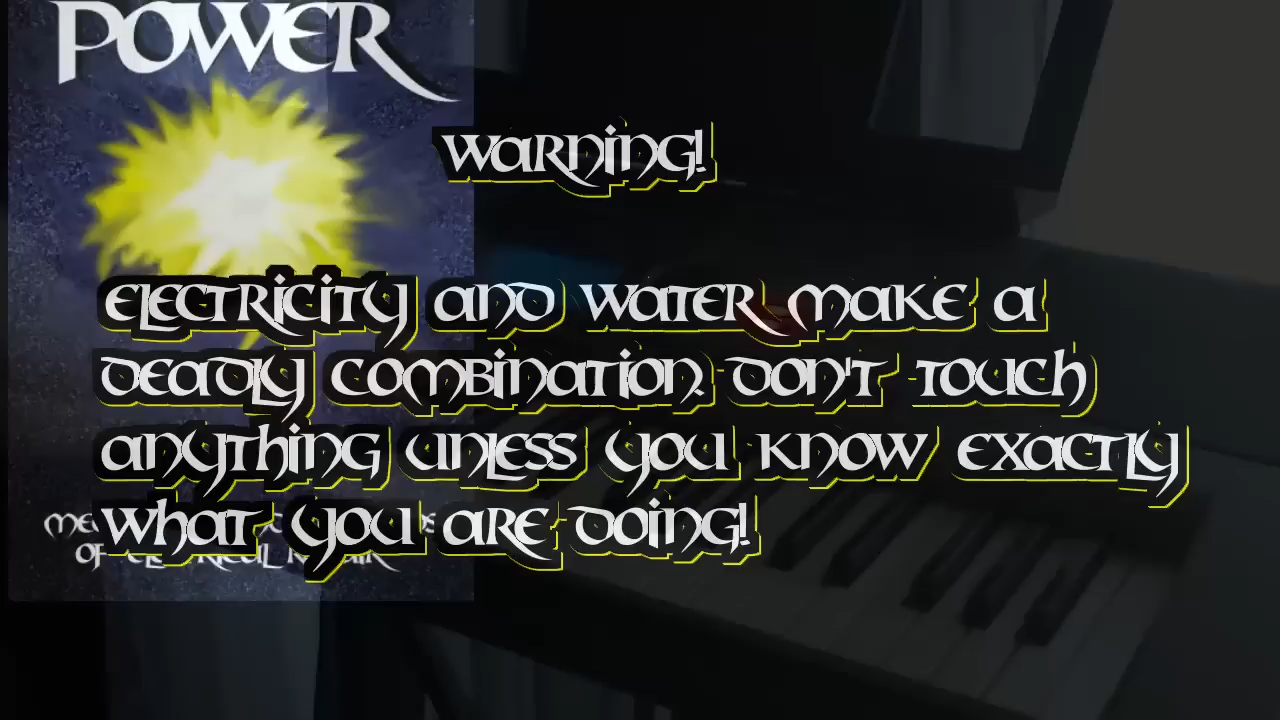 POWER
Warning!
Electricity and water make a
deadly combination. Don't touch
anything unless you know exactly
what you are doing!
of